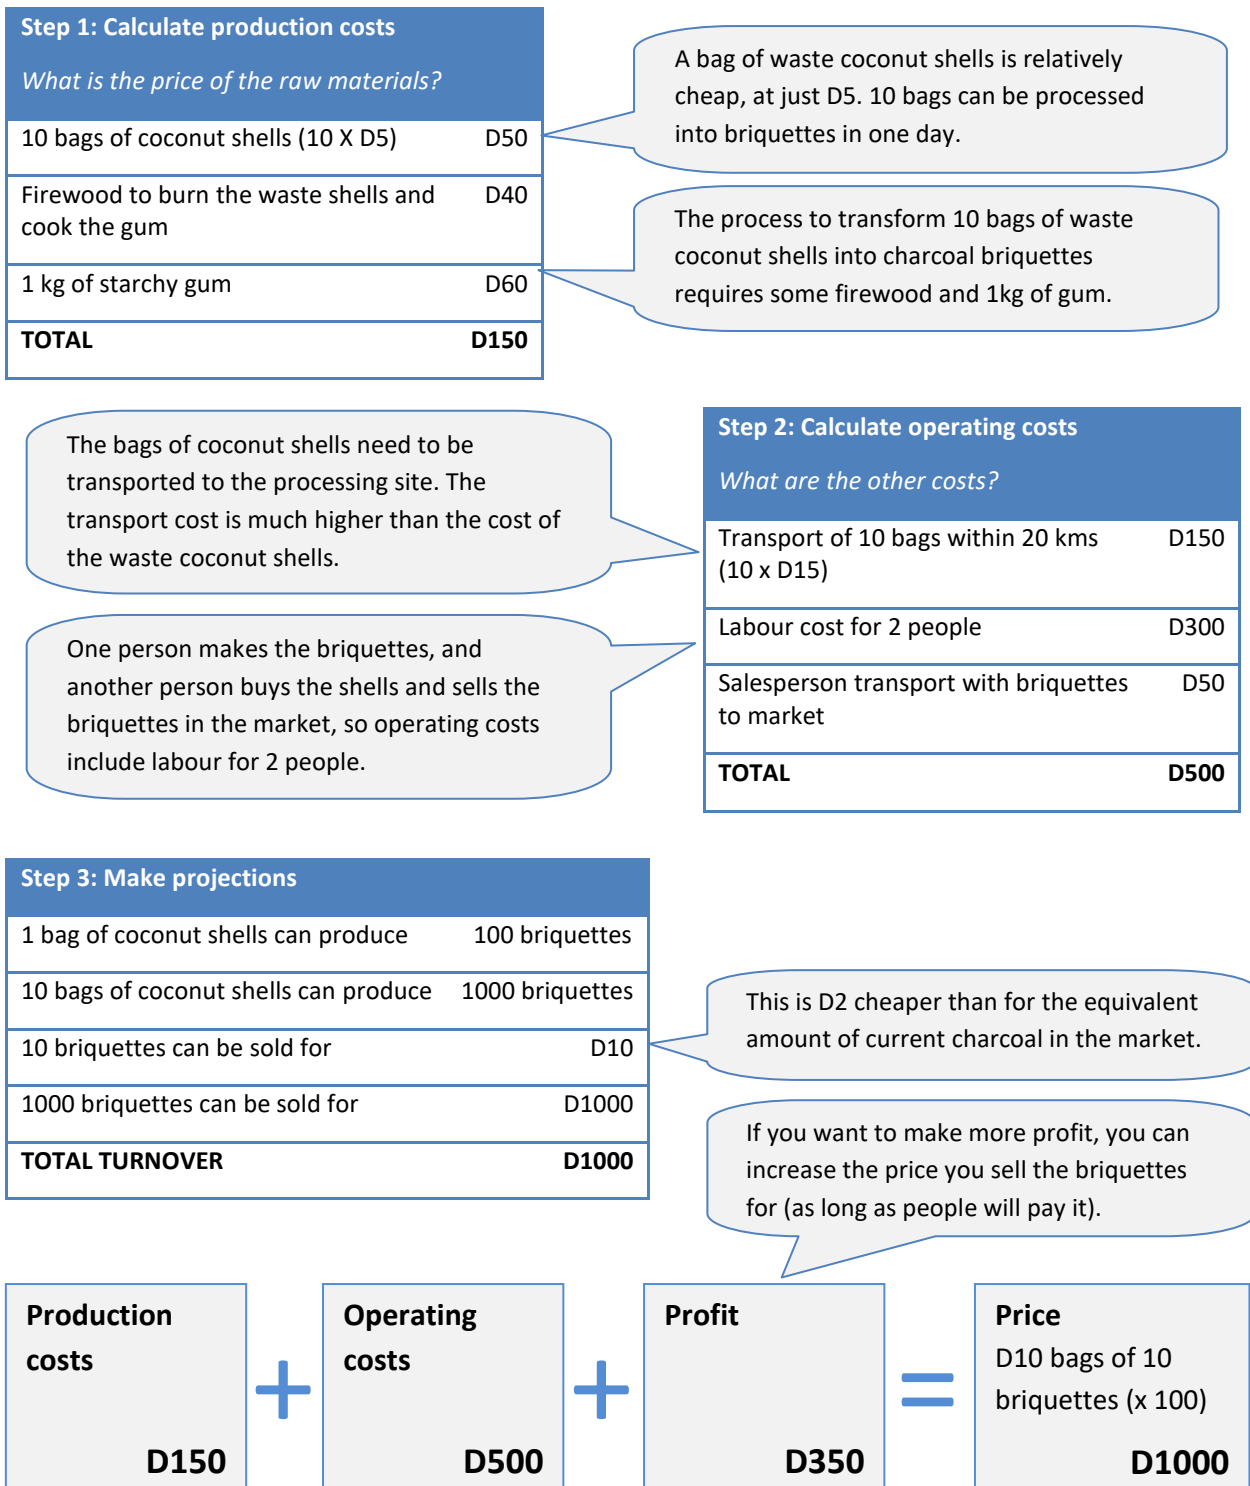 Step 1: Calculate production costs
What is the price of the raw materials?
10 bags of coconut shells (10 X D5) D50
Firewood to burn the waste shells and D40
cook the gum
1 kg of starchy gum D60
TOTAL D150
A bag of waste coconut shells is relatively
cheap, at just D5. 10 bags can be processed
into briquettes in one day.
The process to transform 10 bags of waste
coconut shells into charcoal briquettes
requires some firewood and 1kg of gum.
The bags of coconut shells need to be
transported to the processing site. The
transport cost is much higher than the cost of
the waste coconut shells.
One person makes the briquettes, and
another person buys the shells and sells the
briquettes in the market, so operating costs
include labour for 2 people.
Step 2: Calculate operating costs
What are the other costs?
Transport of 10 bags within 20 kms D150
(10 x D15)
Labour cost for 2 people D300
Salesperson transport with briquettes D50
to market
TOTAL D500
Step 3: Make projections
1 bag of coconut shells can produce 100 briquettes
10 bags of coconut shells can produce 1000 briquettes
10 briquettes can be sold for D10
1000 briquettes can be sold for D1000
TOTAL TURNOVER D1000
This is D2 cheaper than for the equivalent
amount of current charcoal in the market.
If you want to make more profit, you can
increase the price you sell the briquettes
for (as long as people will pay it).
Production
costs
D150
+
Operating
costs
D500
+
Profit
D350
=
Price
D10 bags of 10
briquettes (x 100)
D1000